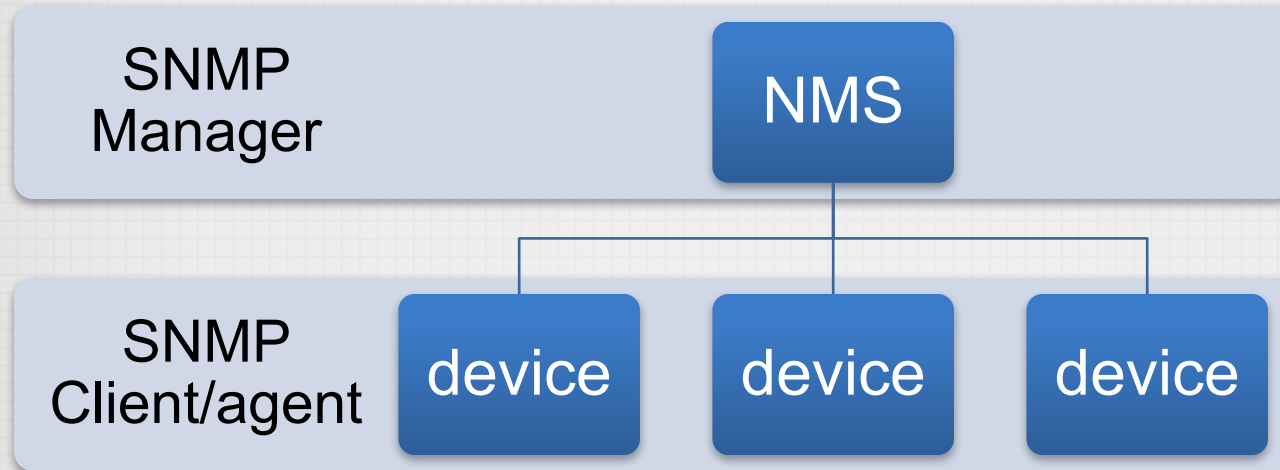 SNMP
Manager
NMS
SNMP
Client/agent
device
device
device